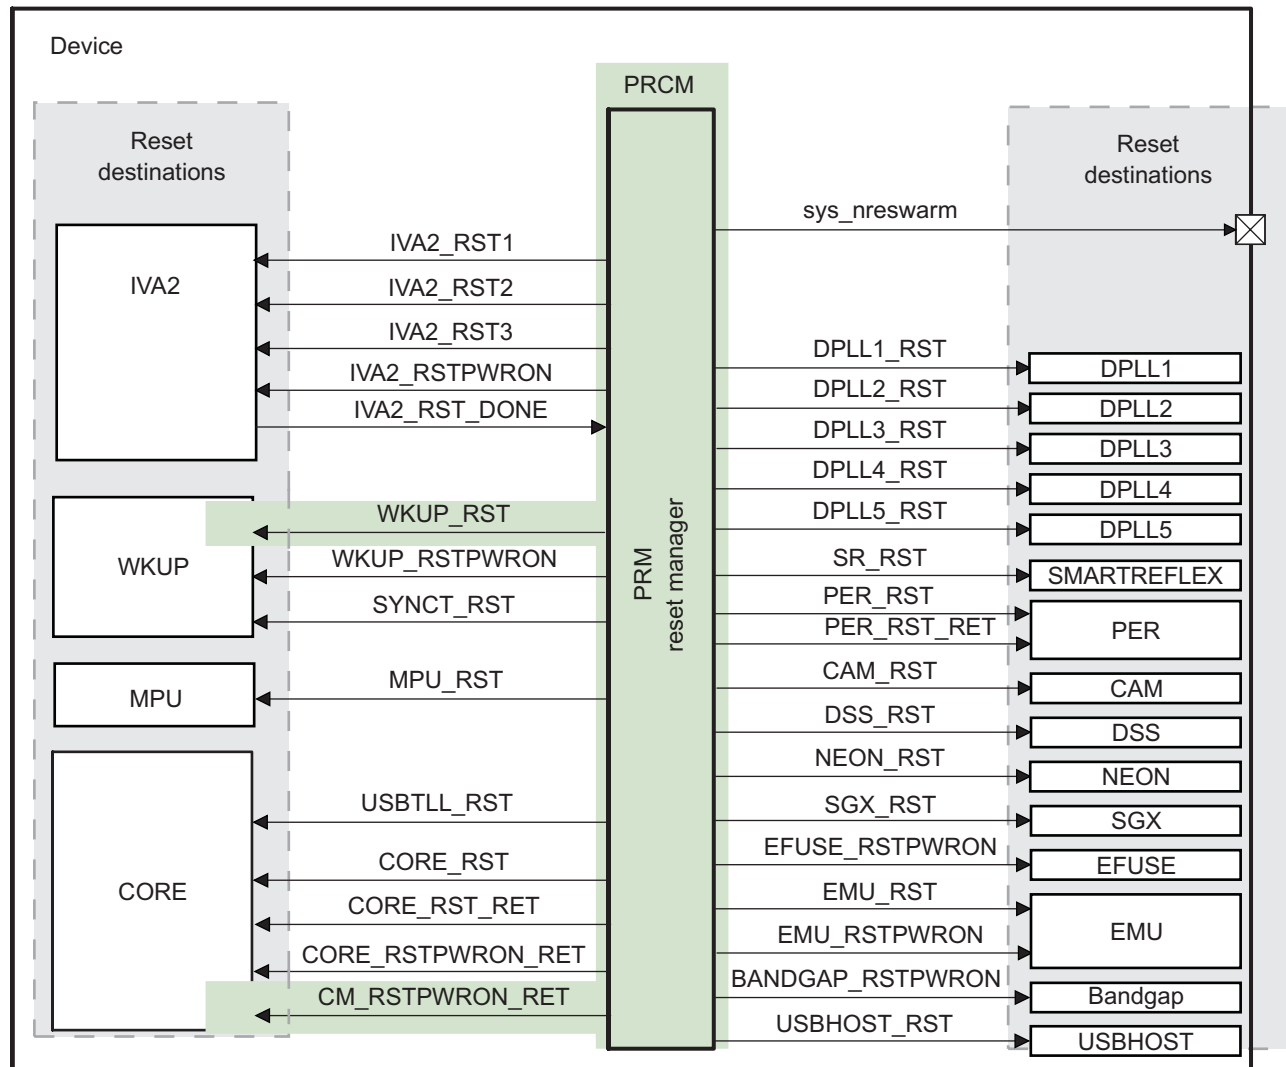 Device
PRCM
Reset
destinations
IVA2
IVA2_RST1
IVA2_RST2
IVA2_RST3
IVA2_RSTPWRON
IVA2_RST_DONE
WKUP
WKUP_RST
WKUP_RSTPWRON
SYNCT_RST
MPU
MPU_RST
CORE
USBTLL_RST
CORE_RST
CORE_RST_RET
CORE_RSTPWRON_RET
CM_RSTPWRON_RET
PRM
reset manager
Reset
destinations
sys_nreswarm
DPLL1_RST
DPLL1
DPLL2_RST
DPLL2
DPLL3_RST
DPLL3
DPLL4_RST
DPLL4
DPLL5_RST
DPLL5
SR_RST
SMARTREFLEX
PER_RST
PER_RST_RET
PER
CAM_RST
CAM
DSS_RST
DSS
NEON_RST
NEON
SGX_RST
SGX
EFUSE_RSTPWRON
EFUSE
EMU_RST
EMU_RSTPWRON
EMU
BANDGAP_RSTPWRON
Bandgap
USBHOST_RST
USBHOST